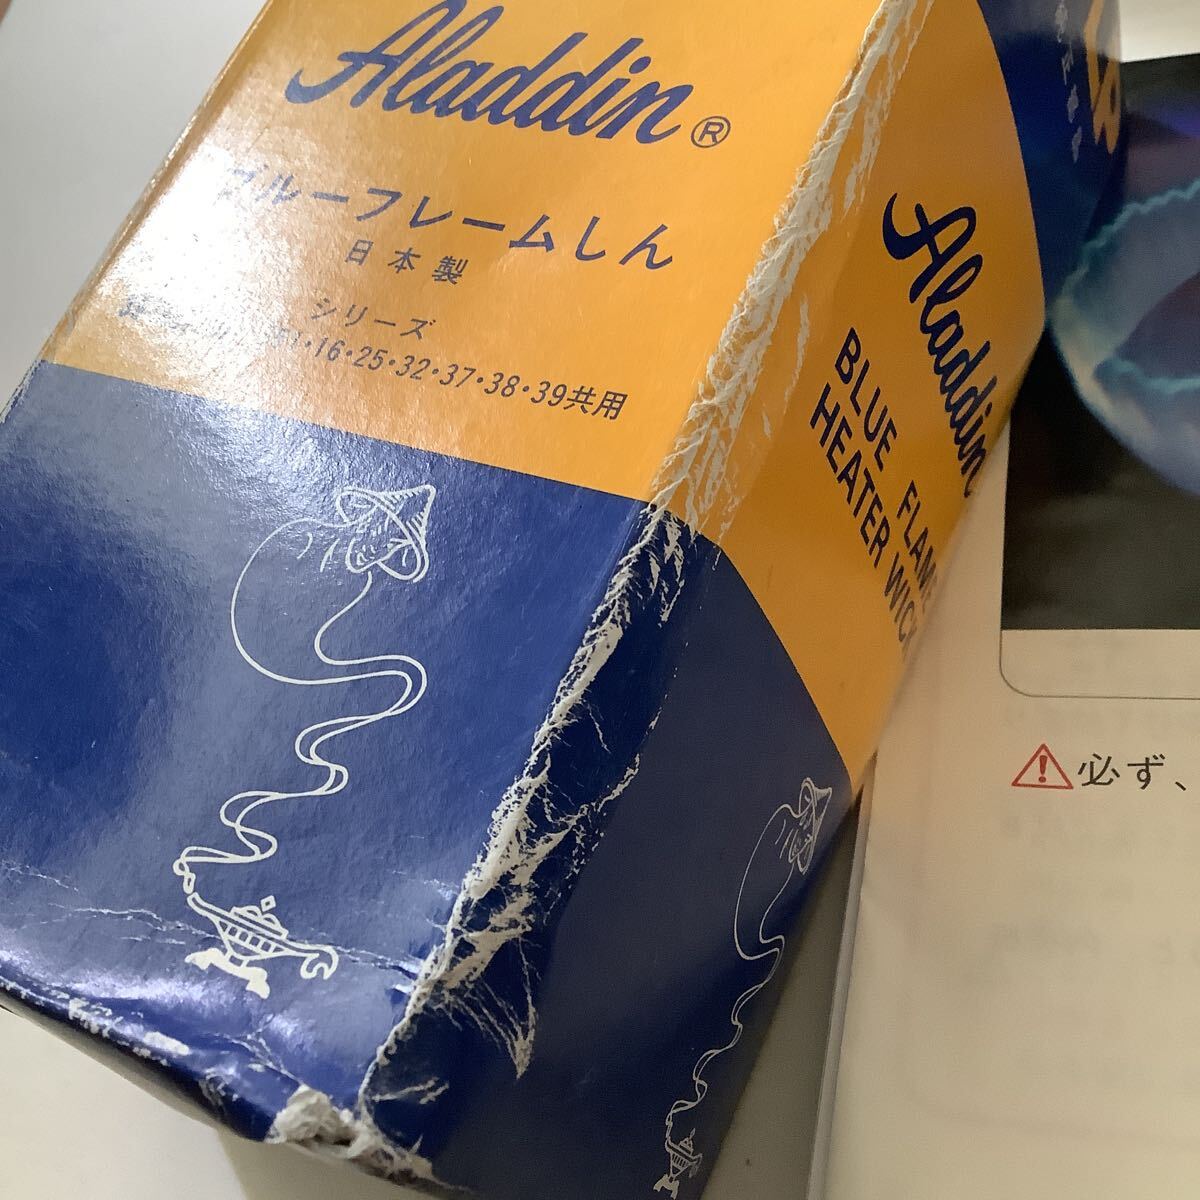 Aladdin®
ブルーフレームしん
日本製
シリーズ
16・25・32・37・38・39共用
Aladdin
BLUE FLAME
HEATER WICK
必ず、